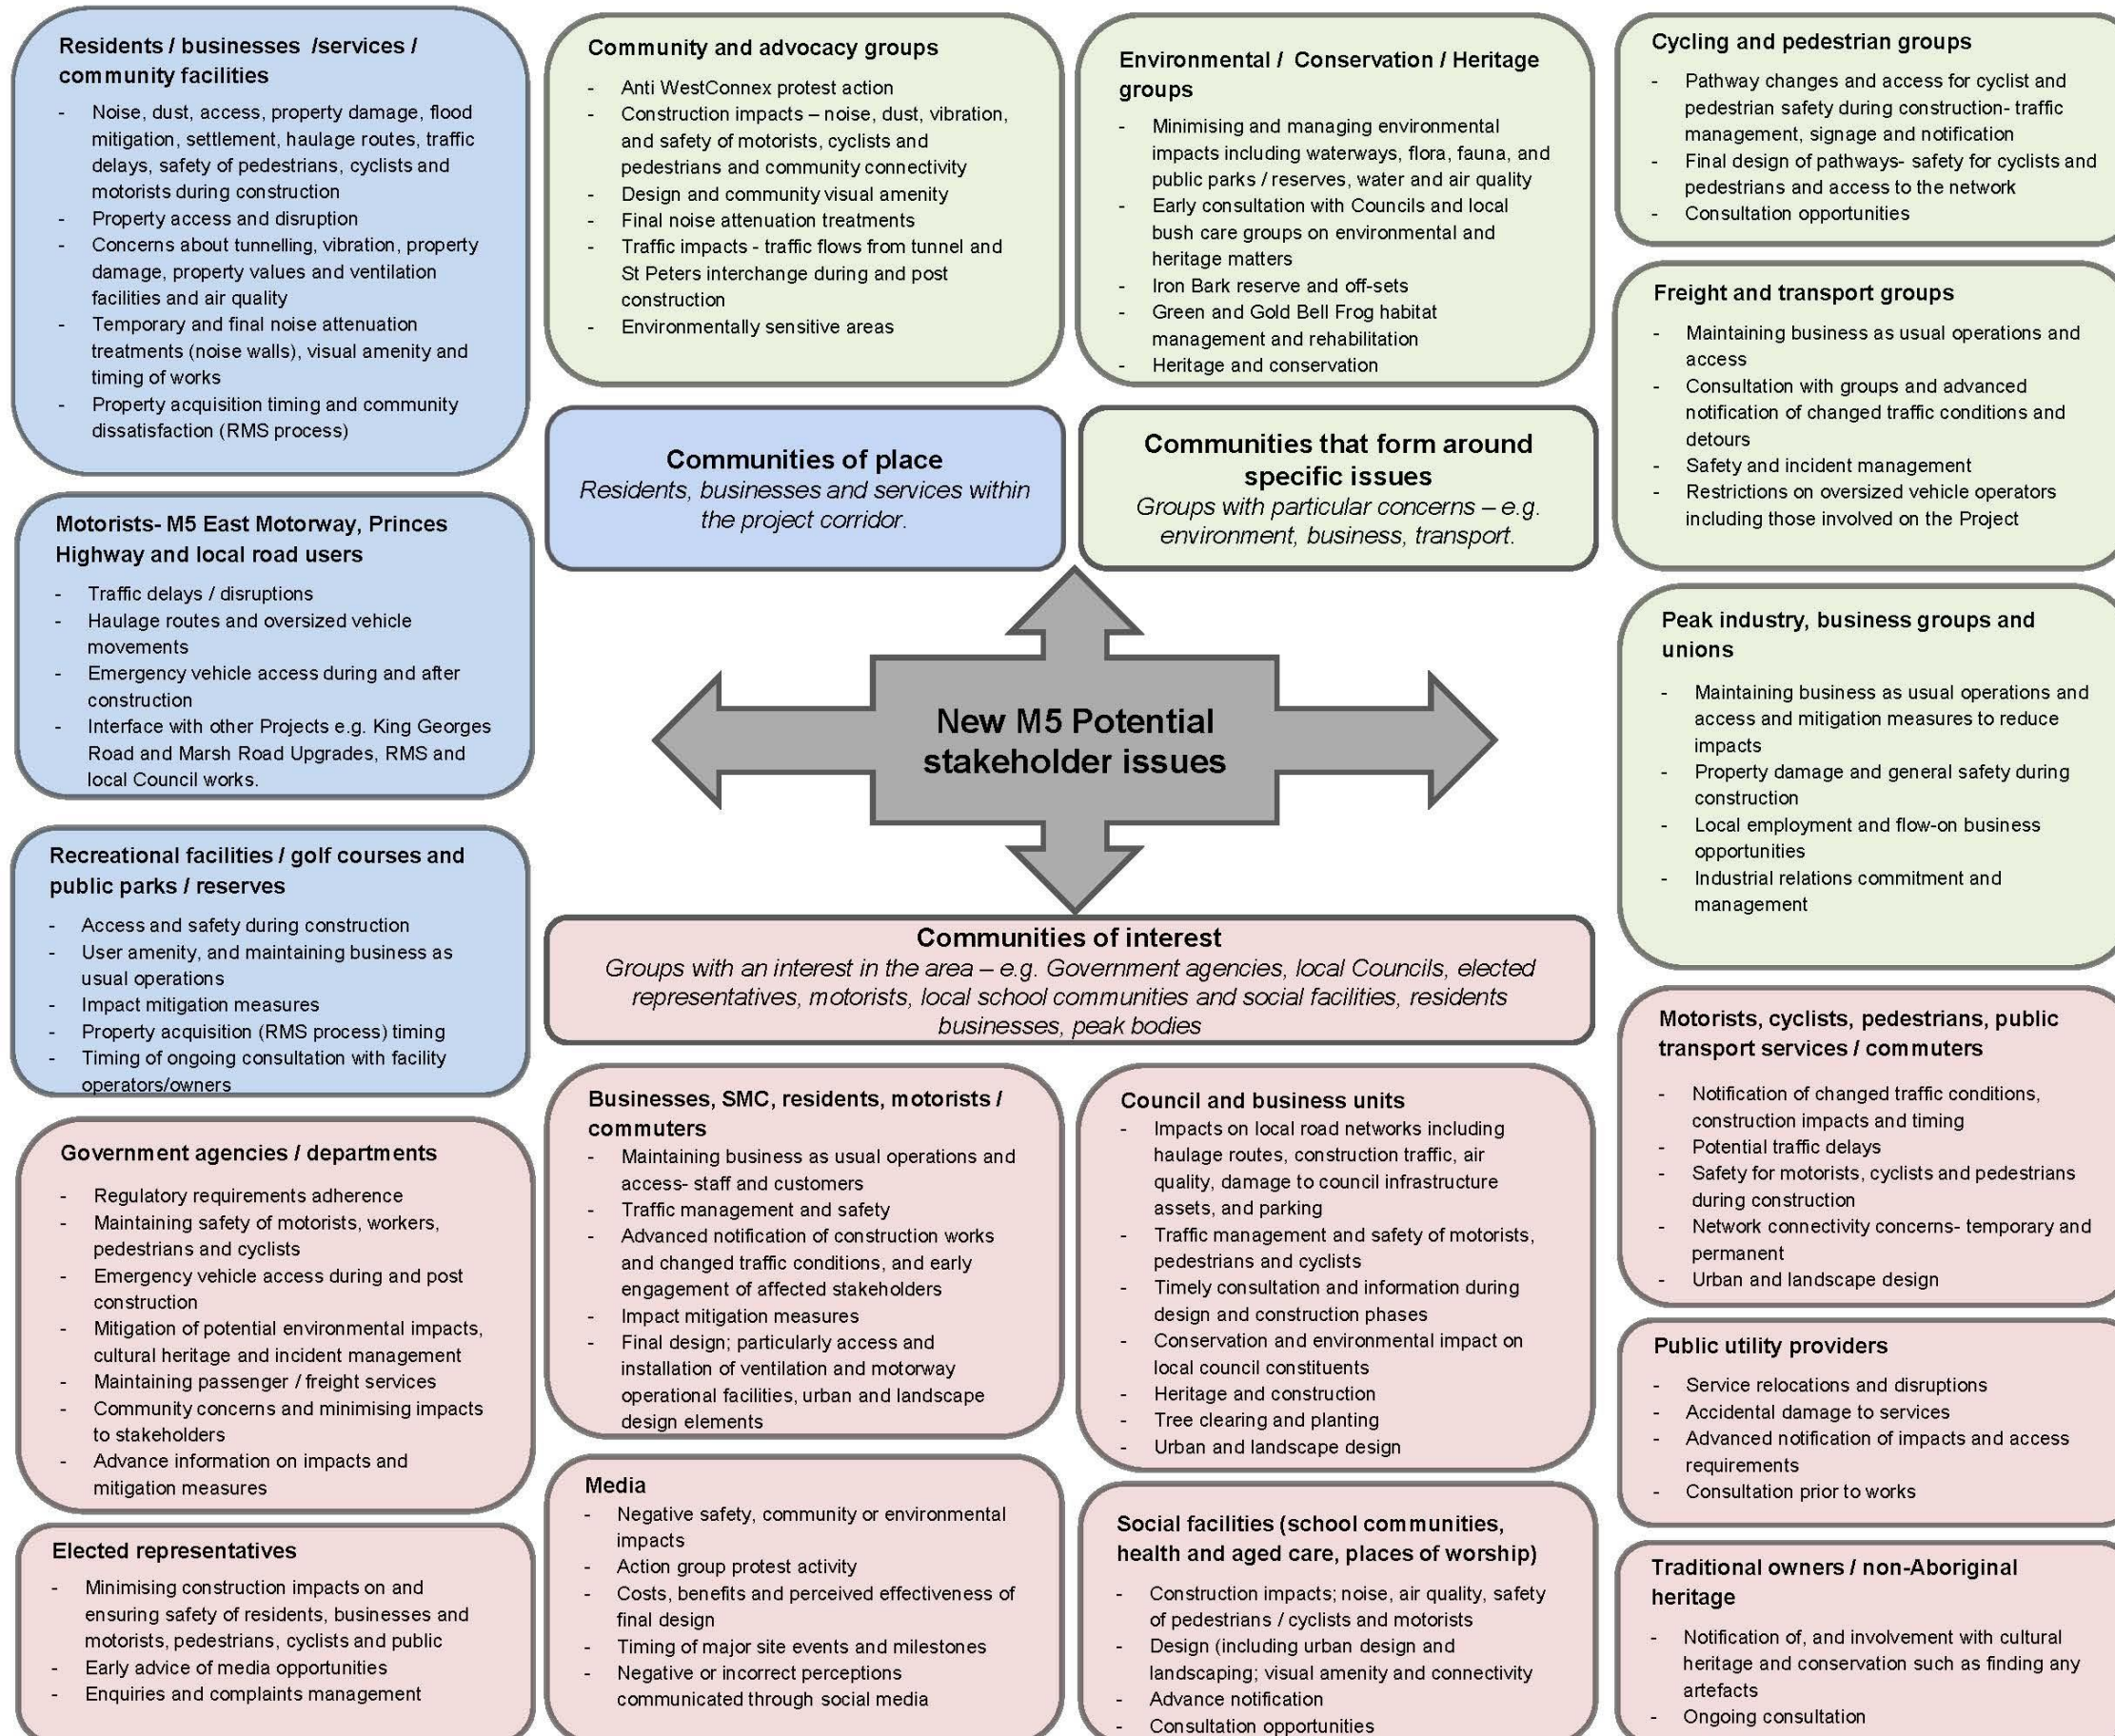 Residents / businesses /services /
community facilities
- Noise, dust, access, property damage, flood
mitigation, settlement, haulage routes, traffic
delays, safety of pedestrians, cyclists and
motorists during construction
- Property access and disruption
- Concerns about tunnelling, vibration, property
damage, property values and ventilation
facilities and air quality
- Temporary and final noise attenuation
treatments (noise walls), visual amenity and
timing of works
- Property acquisition timing and community
dissatisfaction (RMS process)
Motorists- M5 East Motorway, Princes
Highway and local road users
- Traffic delays / disruptions
- Haulage routes and oversized vehicle
movements
- Emergency vehicle access during and after
construction
- Interface with other Projects e.g. King Georges
Road and Marsh Road Upgrades, RMS and
local Council works.
Recreational facilities / golf courses and
public parks / reserves
- Access and safety during construction
- User amenity, and maintaining business as
usual operations
- Impact mitigation measures
- Property acquisition (RMS process) timing
- Timing of ongoing consultation with facility
operators/owners
Government agencies / departments
- Regulatory requirements adherence
- Maintaining safety of motorists, workers,
pedestrians and cyclists
- Emergency vehicle access during and post
construction
- Mitigation of potential environmental impacts,
cultural heritage and incident management
- Maintaining passenger / freight services
- Community concerns and minimising impacts
to stakeholders
- Advance information on impacts and
mitigation measures
Elected representatives
- Minimising construction impacts on and
ensuring safety of residents, businesses and
motorists, pedestrians, cyclists and public
- Early advice of media opportunities
- Enquiries and complaints management
Community and advocacy groups
- Anti WestConnex protest action
- Construction impacts – noise, dust, vibration,
and safety of motorists, cyclists and
pedestrians and community connectivity
- Design and community visual amenity
- Final noise attenuation treatments
- Traffic impacts - traffic flows from tunnel and
St Peters interchange during and post
construction
- Environmentally sensitive areas
Environmental / Conservation / Heritage
groups
- Minimising and managing environmental
impacts including waterways, flora, fauna, and
public parks / reserves, water and air quality
- Early consultation with Councils and local
bush care groups on environmental and
heritage matters
- Iron Bark reserve and off-sets
- Green and Gold Bell Frog habitat
management and rehabilitation
- Heritage and conservation
Communities of place
Residents, businesses and services within
the project corridor.
Communities that form around
specific issues
Groups with particular concerns – e.g.
environment, business, transport.
New M5 Potential
stakeholder issues
Communities of interest
Groups with an interest in the area – e.g. Government agencies, local Councils, elected
representatives, motorists, local school communities and social facilities, residents
businesses, peak bodies
Businesses, SMC, residents, motorists /
commuters
- Maintaining business as usual operations and
access- staff and customers
- Traffic management and safety
- Advanced notification of construction works
and changed traffic conditions, and early
engagement of affected stakeholders
- Impact mitigation measures
- Final design; particularly access and
installation of ventilation and motorway
operational facilities, urban and landscape
design elements
Media
- Negative safety, community or environmental
impacts
- Action group protest activity
- Costs, benefits and perceived effectiveness of
final design
- Timing of major site events and milestones
- Negative or incorrect perceptions
communicated through social media
Council and business units
- Impacts on local road networks including
haulage routes, construction traffic, air
quality, damage to council infrastructure
assets, and parking
- Traffic management and safety of motorists,
pedestrians and cyclists
- Timely consultation and information during
design and construction phases
- Conservation and environmental impact on
local council constituents
- Heritage and construction
- Tree clearing and planting
- Urban and landscape design
Social facilities (school communities,
health and aged care, places of worship)
- Construction impacts; noise, air quality, safety
of pedestrians / cyclists and motorists
- Design (including urban design and
landscaping; visual amenity and connectivity
- Advance notification
- Consultation opportunities
Cycling and pedestrian groups
- Pathway changes and access for cyclist and
pedestrian safety during construction- traffic
management, signage and notification
- Final design of pathways- safety for cyclists and
pedestrians and access to the network
- Consultation opportunities
Freight and transport groups
- Maintaining business as usual operations and
access
- Consultation with groups and advanced
notification of changed traffic conditions and
detours
- Safety and incident management
- Restrictions on oversized vehicle operators
including those involved on the Project
Peak industry, business groups and
unions
- Maintaining business as usual operations and
access and mitigation measures to reduce
impacts
- Property damage and general safety during
construction
- Local employment and flow-on business
opportunities
- Industrial relations commitment and
management
Motorists, cyclists, pedestrians, public
transport services / commuters
- Notification of changed traffic conditions,
construction impacts and timing
- Potential traffic delays
- Safety for motorists, cyclists and pedestrians
during construction
- Network connectivity concerns- temporary and
permanent
- Urban and landscape design
Public utility providers
- Service relocations and disruptions
- Accidental damage to services
- Advanced notification of impacts and access
requirements
- Consultation prior to works
Traditional owners / non-Aboriginal
heritage
- Notification of, and involvement with cultural
heritage and conservation such as finding any
artefacts
- Ongoing consultation